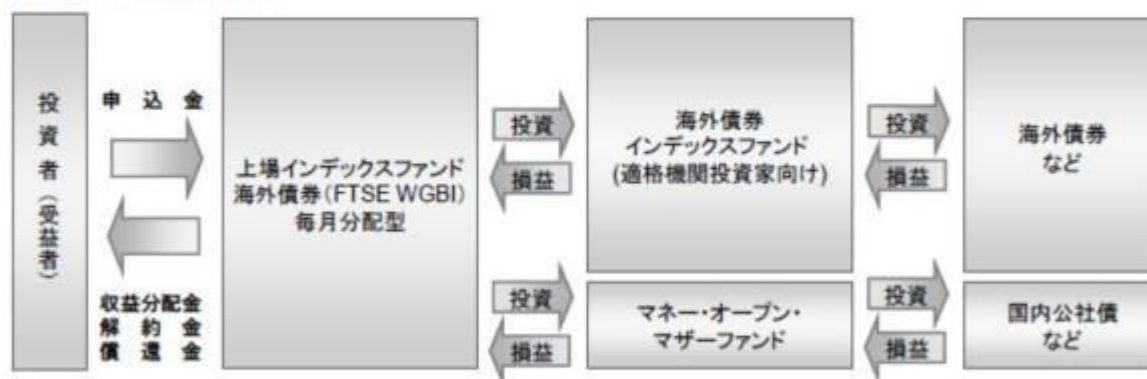 投資者(受益者)
申込金
収益分配金
解約金
償還金
上場インデックスファンド
海外債券(FTSE WGBI)
毎月分配型
投資
損益
海外債券
インデックスファンド
(適格機関投資家向け)
投資
損益
海外債券
など
投資
損益
マネー・オープン・
マザーファンド
投資
損益
国内公社債
など